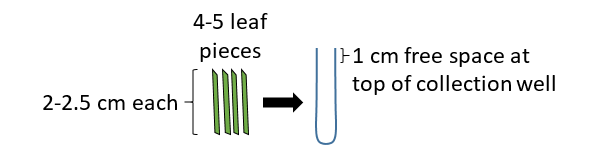 4-5 leaf
pieces
2-2.5 cm each
1 cm free space at
top of collection well